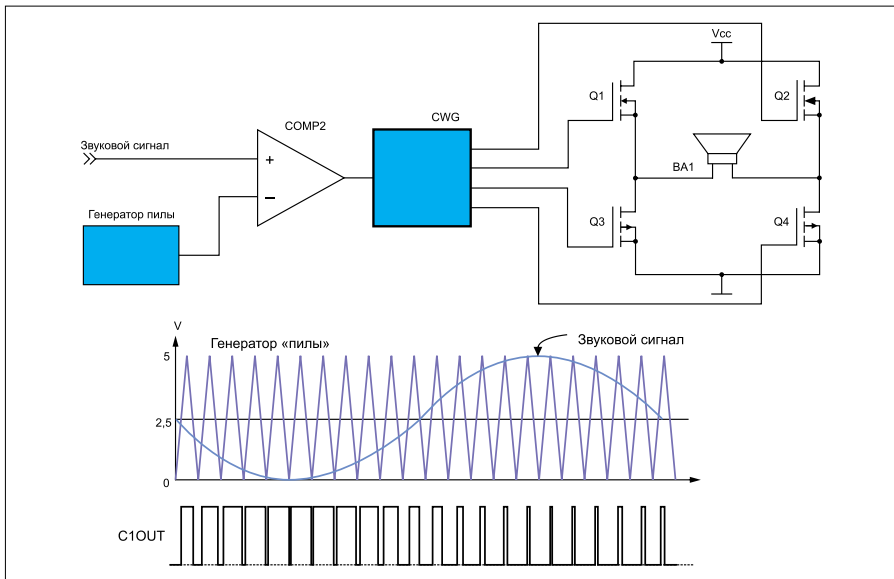 Vcc
Q1
Q2
COMP2
CWG
Звуковой сигнал
+
BA1
–
Генератор пилы
Q3
Q4
V
Генератор «пилы»
Звуковой сигнал
5
2,5
0
C1OUT